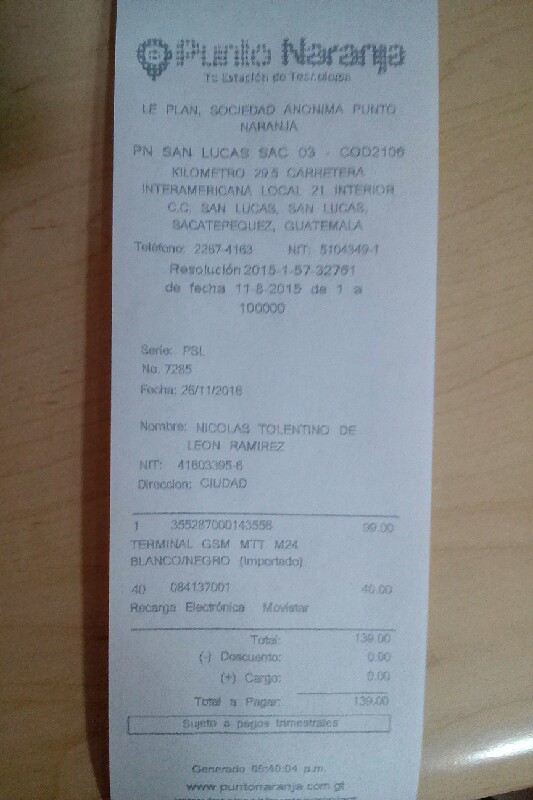 Punto Naranja
Tu Estación de Tecnología
LE PLAN, SOCIEDAD ANONIMA PUNTO
NARANJA
PN SAN LUCAS SAC 03 - COD2106
KILOMETRO 29.5 CARRETERA
INTERAMERICANA LOCAL 21 INTERIOR
C.C. SAN LUCAS, SAN LUCAS,
SACATEPEQUEZ, GUATEMALA
Teléfono: 2267-4163 NIT: 5104349-1
Resolución 2015-1-57-32761
de fecha 11-8-2015 de 1 a
100000
Serie: PSL
No. 7285
Fecha: 26/11/2016
Nombre: NICOLAS TOLENTINO DE
LEON RAMIREZ
NIT: 41603395-6
Direccion: CIUDAD
1 355287000143556 99.00
TERMINAL GSM MTT M24
BLANCO/NEGRO (Importado)
40 084137001 40.00
Recarga Electrónica Movistar
Total: 139.00
(-) Descuento: 0.00
(+) Cargo: 0.00
Total a Pagar: 139.00
Sujeto a pagos trimestrales
Generado 05:40:04 p.m.
www.puntonaranja.com.gt